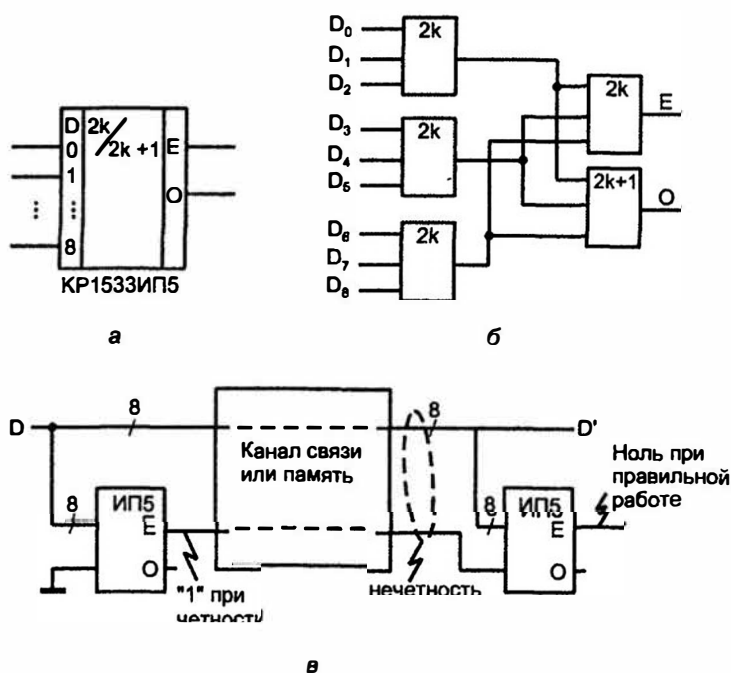 D
0
1
⋮
8
2k
/
2k +1
E
O
КР1533ИП5
а
D₀
D₁
D₂
2k
D₃
D₄
D₅
2k
D₆
D₇
D₈
2k
2k
E
2k+1
O
б
D
8
8
ИП5
E
O
"1" при
четности
Канал связи
или память
8
нечетность
D'
8
ИП5
E
O
Ноль при
правильной
работе
в